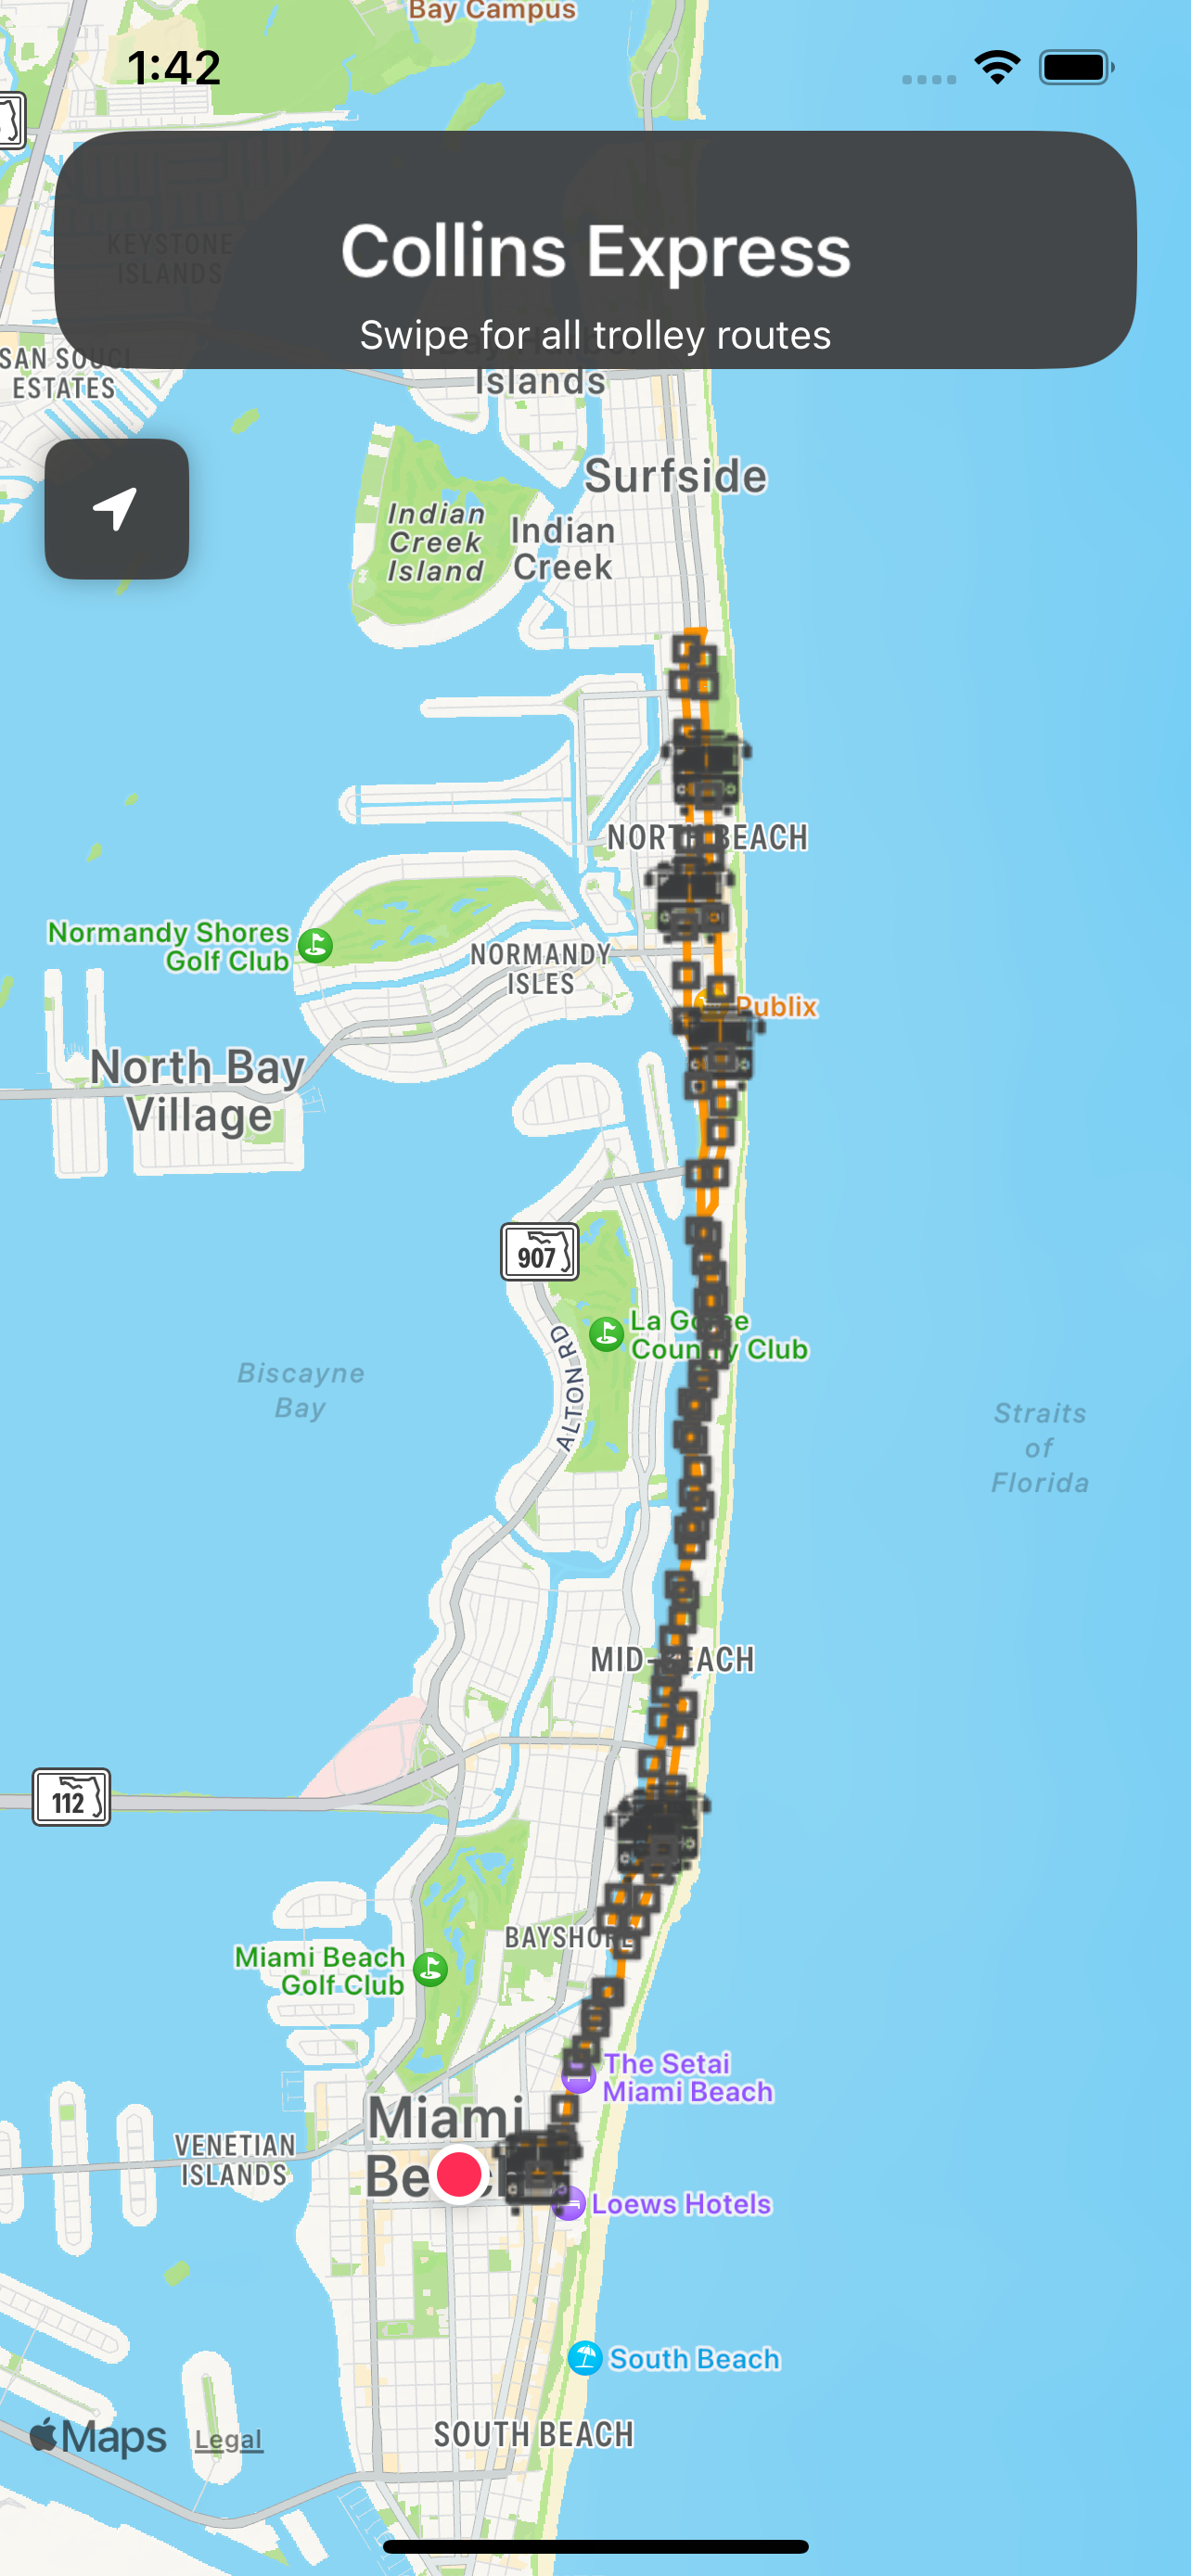 Bay Campus
1:42
KEYSTONE
ISLANDS
Collins Express
Swipe for all trolley routes
SAN SOUCI
ESTATES
Islands
Surfside
Indian
Creek
Island
Indian
Creek
NORTH BEACH
Normandy Shores
Golf Club
NORMANDY
ISLES
Publix
North Bay
Village
907
La Gorce
Country Club
ALTON RD
Biscayne
Bay
Straits
of
Florida
MID-BEACH
112
BAYSHORE
Miami Beach
Golf Club
The Setai
Miami Beach
Miami
Beach
VENETIAN
ISLANDS
Loews Hotels
South Beach
SOUTH BEACH
Maps
Legal